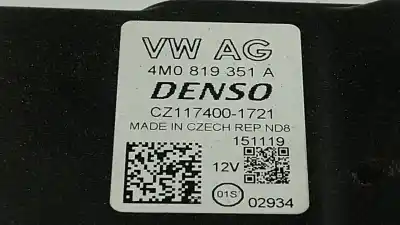 VW AG
4M0 819 351 A
DENSO
CZ117400-1721
MADE IN CZECH REP ND8
151119
12V
01S
02934